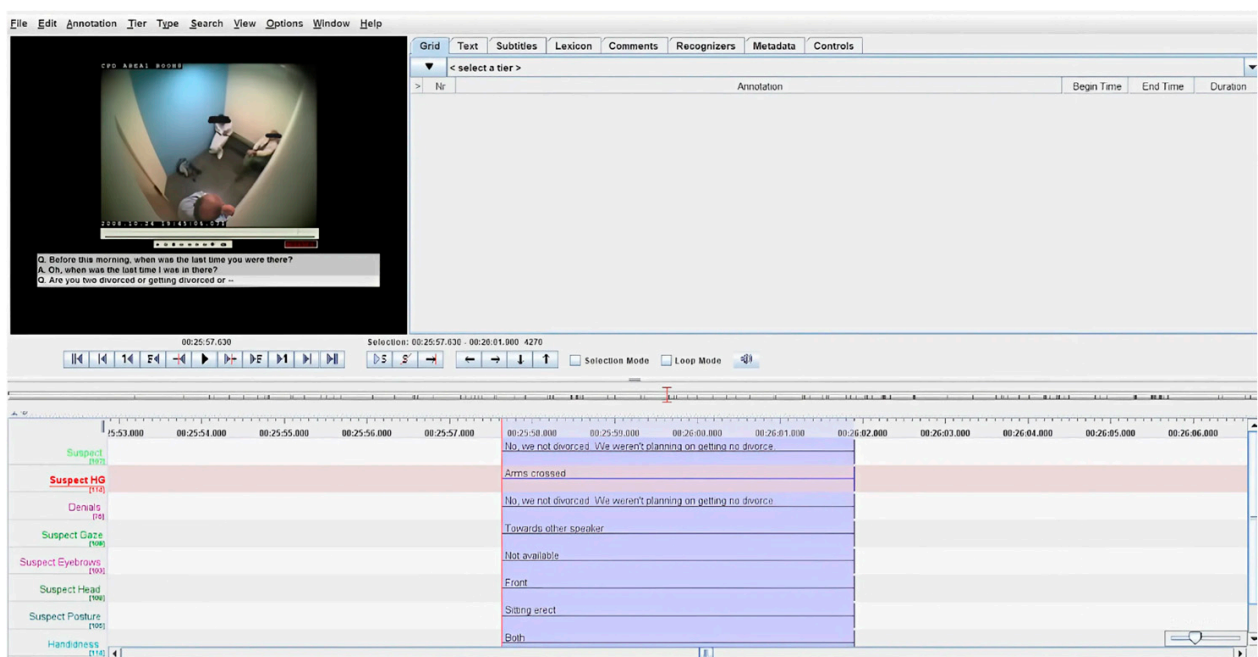 File Edit Annotation Tier Type Search View Options Window Help
CPD AREA1 ROOMB
Q. Before this morning, when was the last time you were there?
A. Oh, when was the last time I was in there?
Q. Are you two divorced or getting divorced or --
Grid Text Subtitles Lexicon Comments Recognizers Metadata Controls
< select a tier >
> Nr Annotation Begin Time End Time Duration
00:25:57.630 Selection: 00:25:57.630 - 00:26:01.900 4270
Selection Mode Loop Mode
00:25:54.000 00:25:55.000 00:25:56.000 00:25:57.000 00:25:58.000 00:25:59.000 00:26:00.000 00:26:01.000 00:26:02.000 00:26:03.000 00:26:04.000 00:26:05.000 00:26:06.000
Suspect No, we not divorced. We weren't planning on getting no divorce.
Suspect HG Arms crossed
Denials No, we not divorced. We weren't planning on getting no divorce
Suspect Gaze Towards other speaker
Suspect Eyebrows Not available
Suspect Head Front
Suspect Posture Sitting erect
Handidness Both